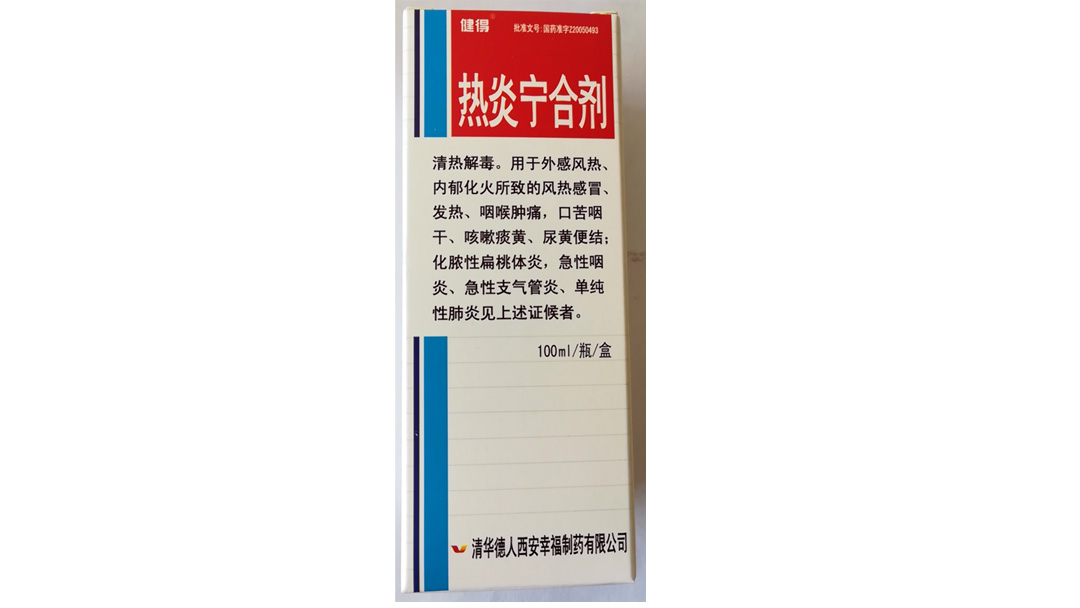 健得
批准文号:国药准字Z20050493
热炎宁合剂
清热解毒。用于外感风热、
内郁化火所致的风热感冒、
发热、咽喉肿痛，口苦咽
干、咳嗽痰黄、尿黄便结;
化脓性扁桃体炎，急性咽
炎、急性支气管炎、单纯
性肺炎见上述证候者。
100ml/瓶/盒
清华德人西安幸福制药有限公司